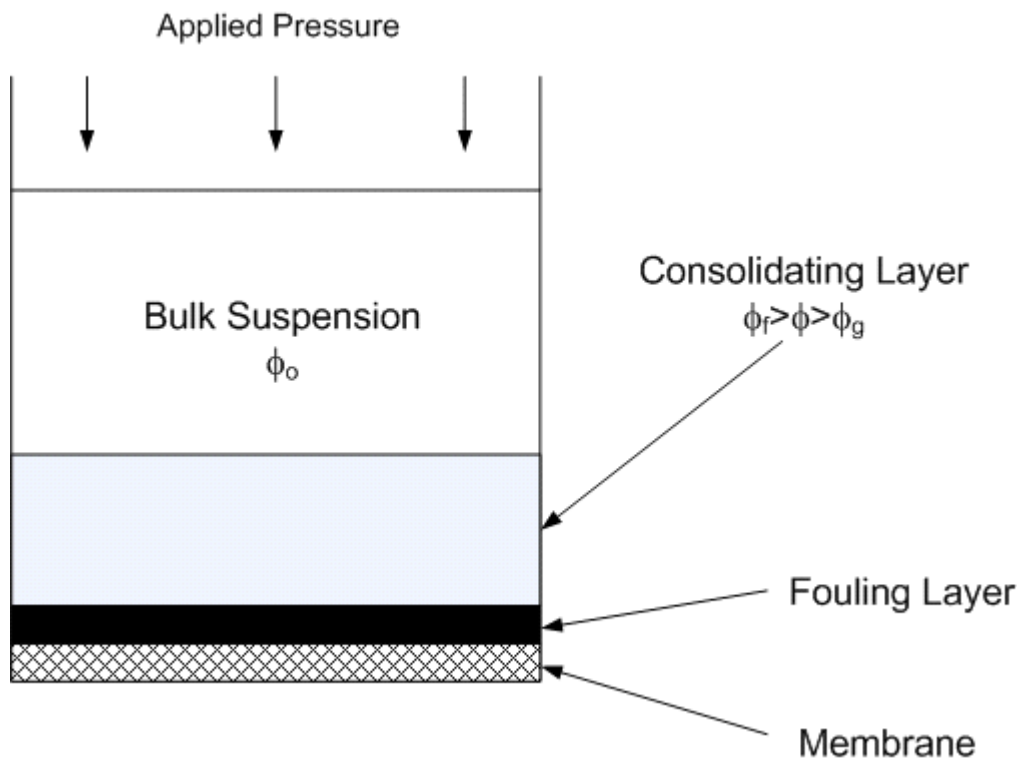 Applied Pressure
Bulk Suspension
ϕₒ
Consolidating Layer
ϕf>ϕ>ϕg
Fouling Layer
Membrane